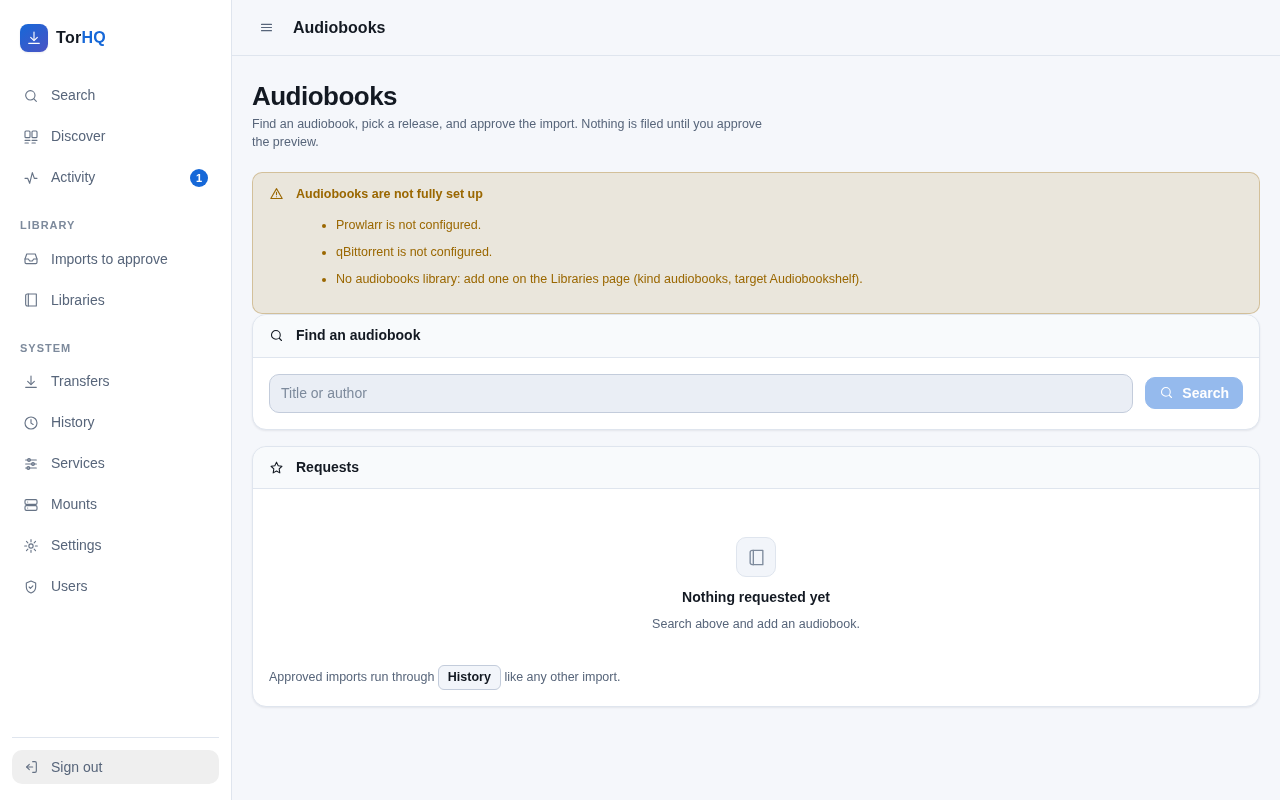 TorHQ
Search
Discover
Activity
1
LIBRARY
Imports to approve
Libraries
SYSTEM
Transfers
History
Services
Mounts
Settings
Users
Sign out
Audiobooks
Audiobooks
Find an audiobook, pick a release, and approve the import. Nothing is filed until you approve
the preview.
Audiobooks are not fully set up
Prowlarr is not configured.
qBittorrent is not configured.
No audiobooks library: add one on the Libraries page (kind audiobooks, target Audiobookshelf).
Find an audiobook
Title or author
Search
Requests
Nothing requested yet
Search above and add an audiobook.
Approved imports run through History like any other import.